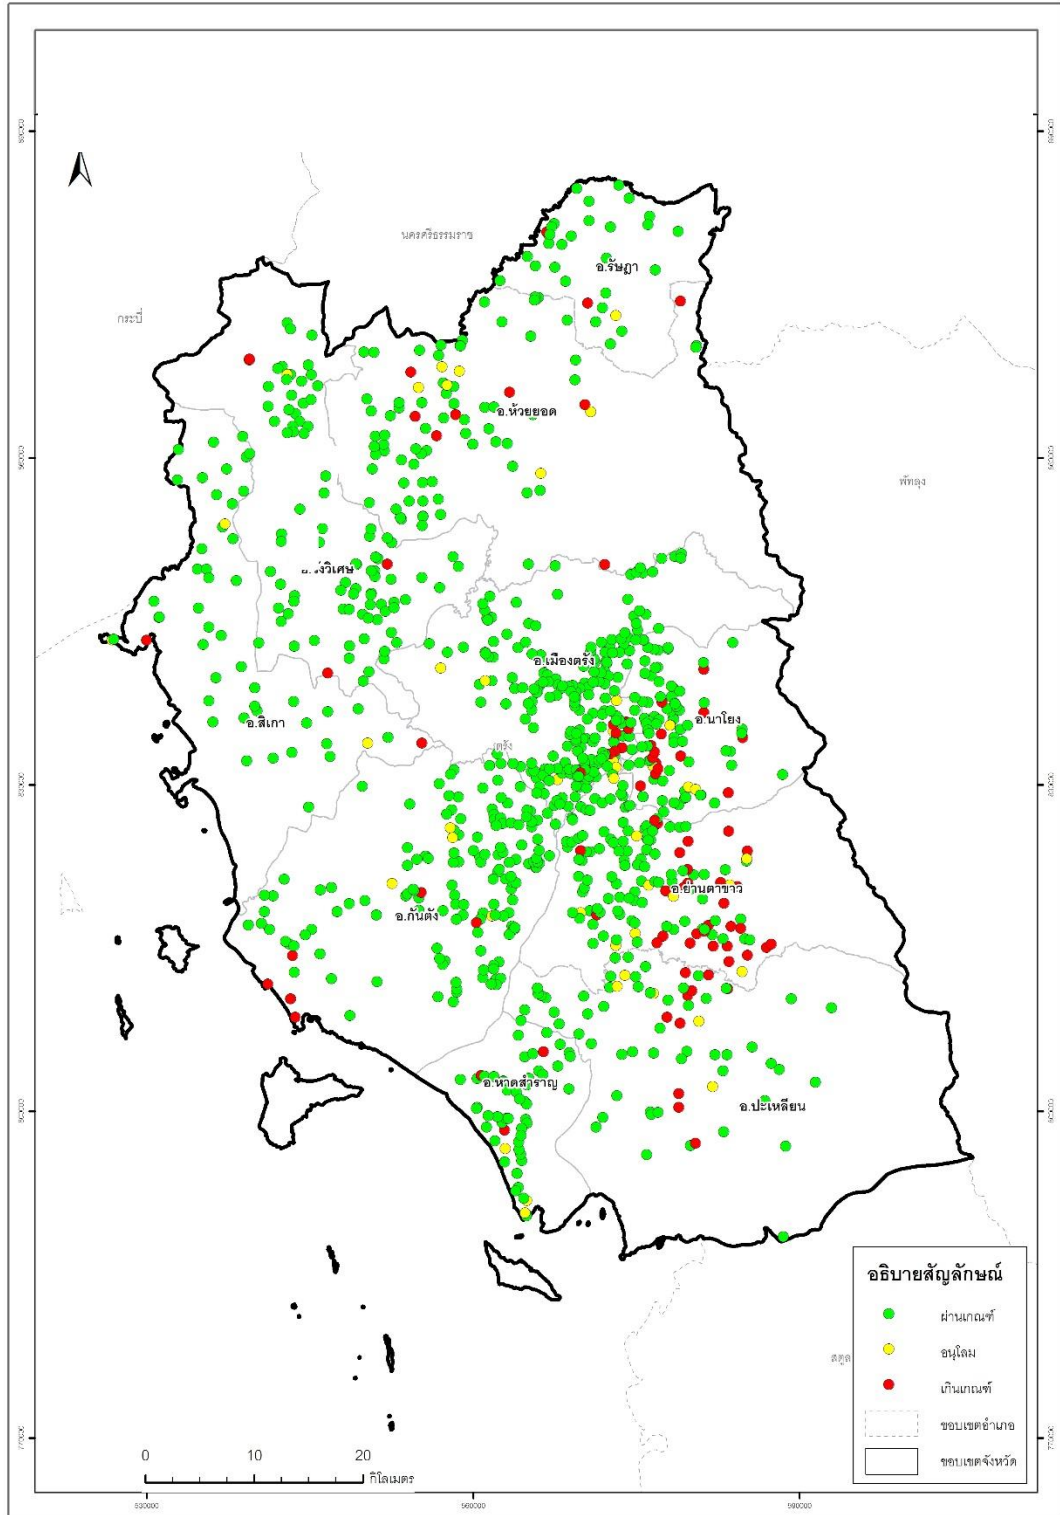 นครศรีธรรมราช
อ.รัษฎา
กระบี่
อ.ห้วยยอด
พัทลุง
อ.วังวิเศษ
อ.เมืองตรัง
อ.สิเกา
อ.นาโยง
ตรัง
อ.ย่านตาขาว
อ.กันตัง
อ.หาดสำราญ
อ.ปะเหลียน
สตูล
อธิบายสัญลักษณ์
ผ่านเกณฑ์
อนุโลม
เกินเกณฑ์
ขอบเขตอำเภอ
ขอบเขตจังหวัด
0 10 20
กิโลเมตร